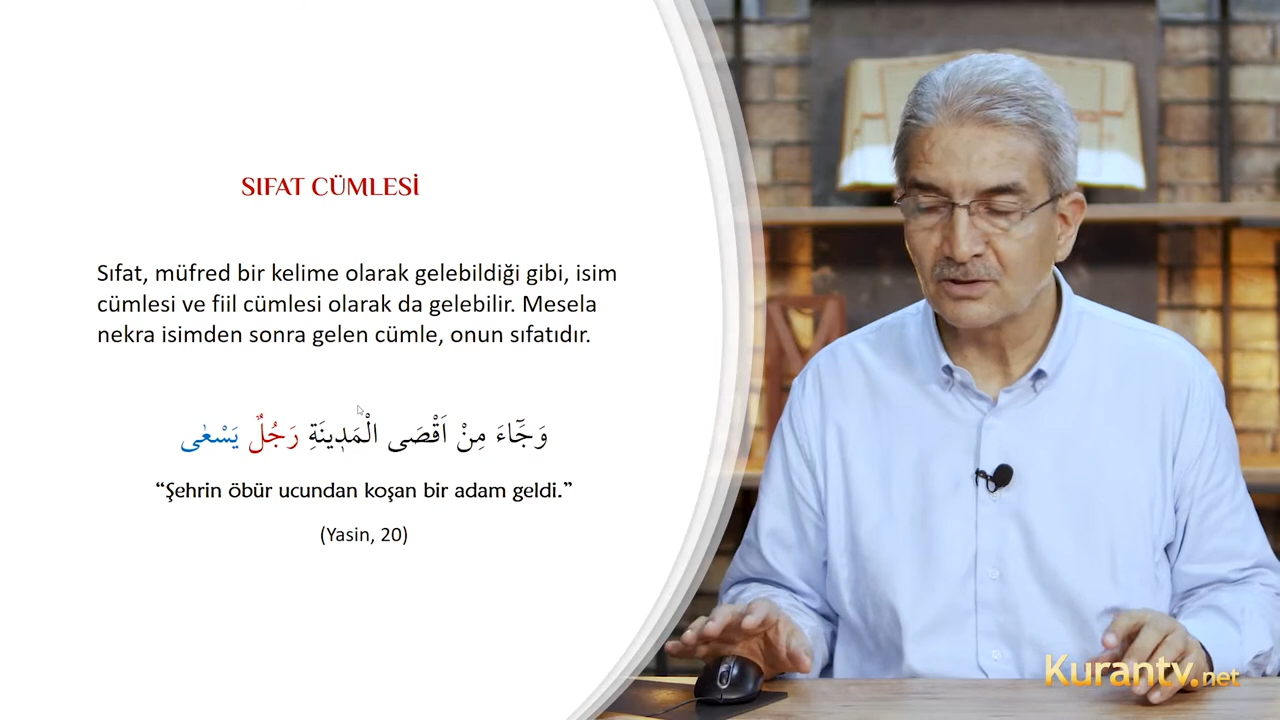 SIFAT CÜMLESİ
Sıfat, müfred bir kelime olarak gelebildiği gibi, isim
cümlesi ve fiil cümlesi olarak da gelebilir. Mesela
nekra isimden sonra gelen cümle, onun sıfatıdır.
وَجَٓاءَ مِنْ اَقْصَى الْمَد۪ينَةِ رَجُلٌ يَسْعٰى
“Şehrin öbür ucundan koşan bir adam geldi.”
(Yasin, 20)
Kurantv.net